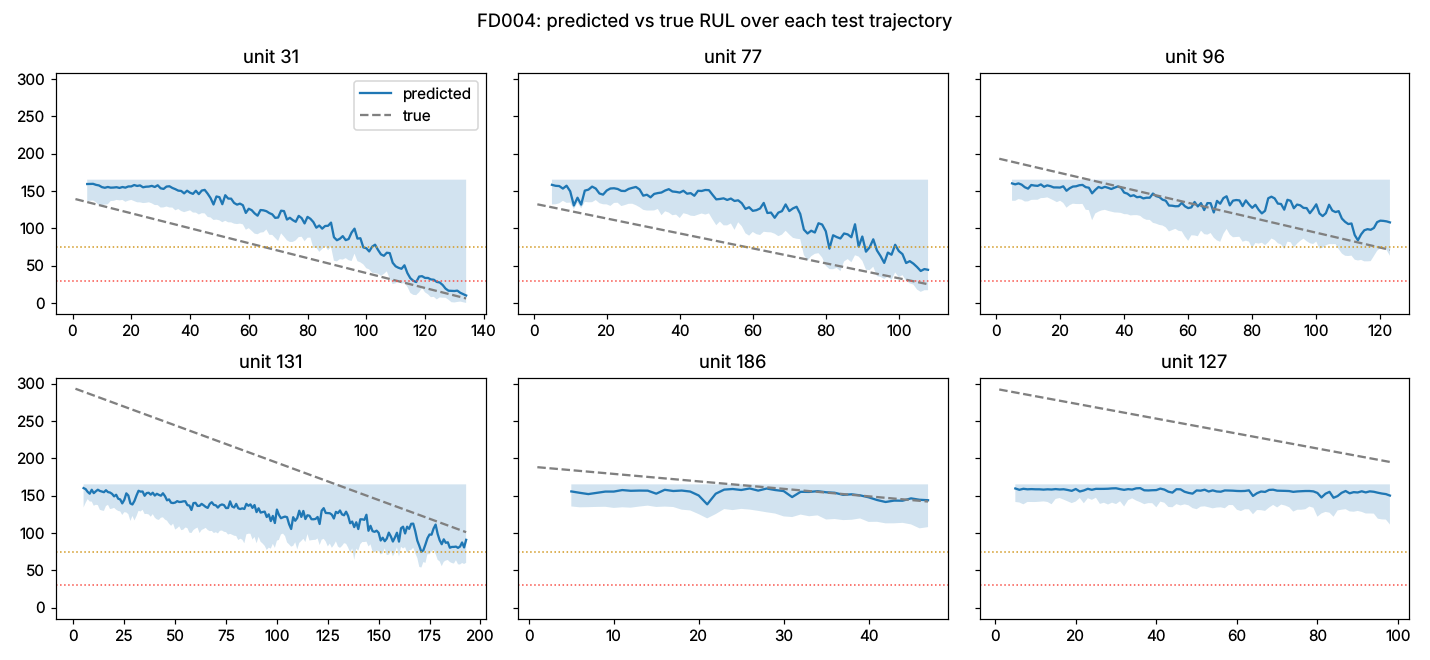 FD004: predicted vs true RUL over each test trajectory
unit 31
unit 77
unit 96
300
250
200
150
100
50
0
predicted
true
0 20 40 60 80 100 120 140
0 20 40 60 80 100
0 20 40 60 80 100 120
unit 131
unit 186
unit 127
300
250
200
150
100
50
0
0 25 50 75 100 125 150 175 200
0 10 20 30 40
0 20 40 60 80 100